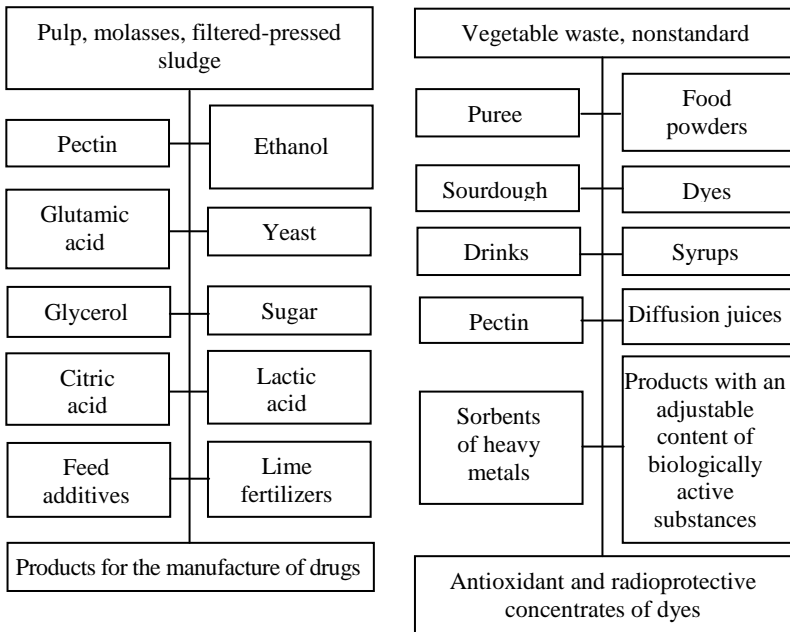 Pulp, molasses, filtered-pressed
sludge
Pectin
Ethanol
Glutamic
acid
Yeast
Glycerol
Sugar
Citric
acid
Lactic
acid
Feed
additives
Lime
fertilizers
Products for the manufacture of drugs
Vegetable waste, nonstandard
Puree
Food
powders
Sourdough
Dyes
Drinks
Syrups
Pectin
Diffusion juices
Sorbents
of heavy
metals
Products with an
adjustable
content of
biologically
active
substances
Antioxidant and radioprotective
concentrates of dyes